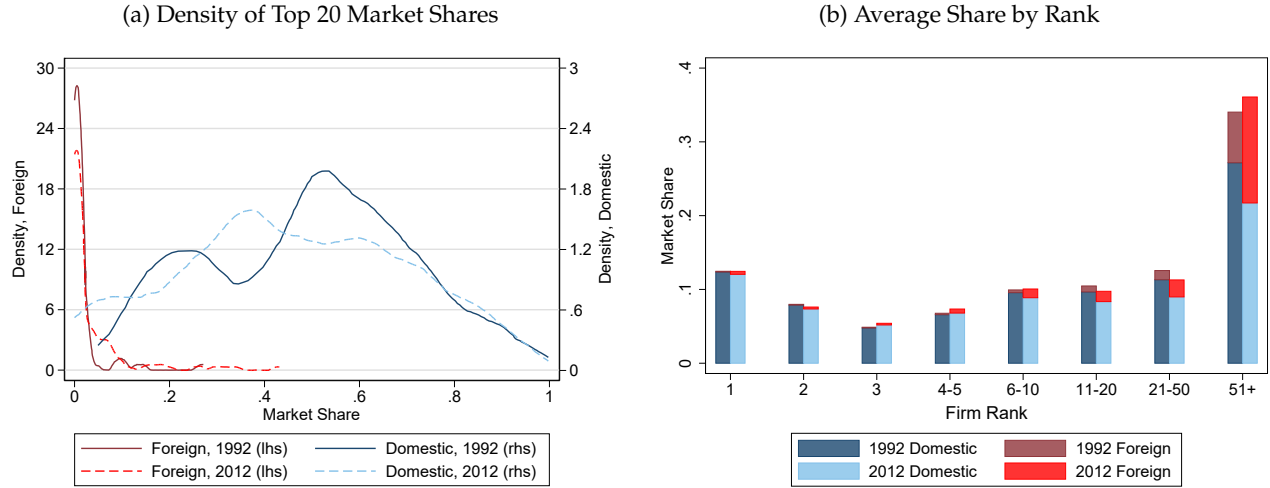 (a) Density of Top 20 Market Shares
30
24
18
12
6
0
Density, Foreign
3
2.4
1.8
1.2
.6
0
Density, Domestic
0
.2
.4
.6
.8
1
Market Share
Foreign, 1992 (lhs)
Domestic, 1992 (rhs)
Foreign, 2012 (lhs)
Domestic, 2012 (rhs)
(b) Average Share by Rank
.4
.3
.2
.1
0
Market Share
1
2
3
4-5
6-10
11-20
21-50
51+
Firm Rank
1992 Domestic
1992 Foreign
2012 Domestic
2012 Foreign